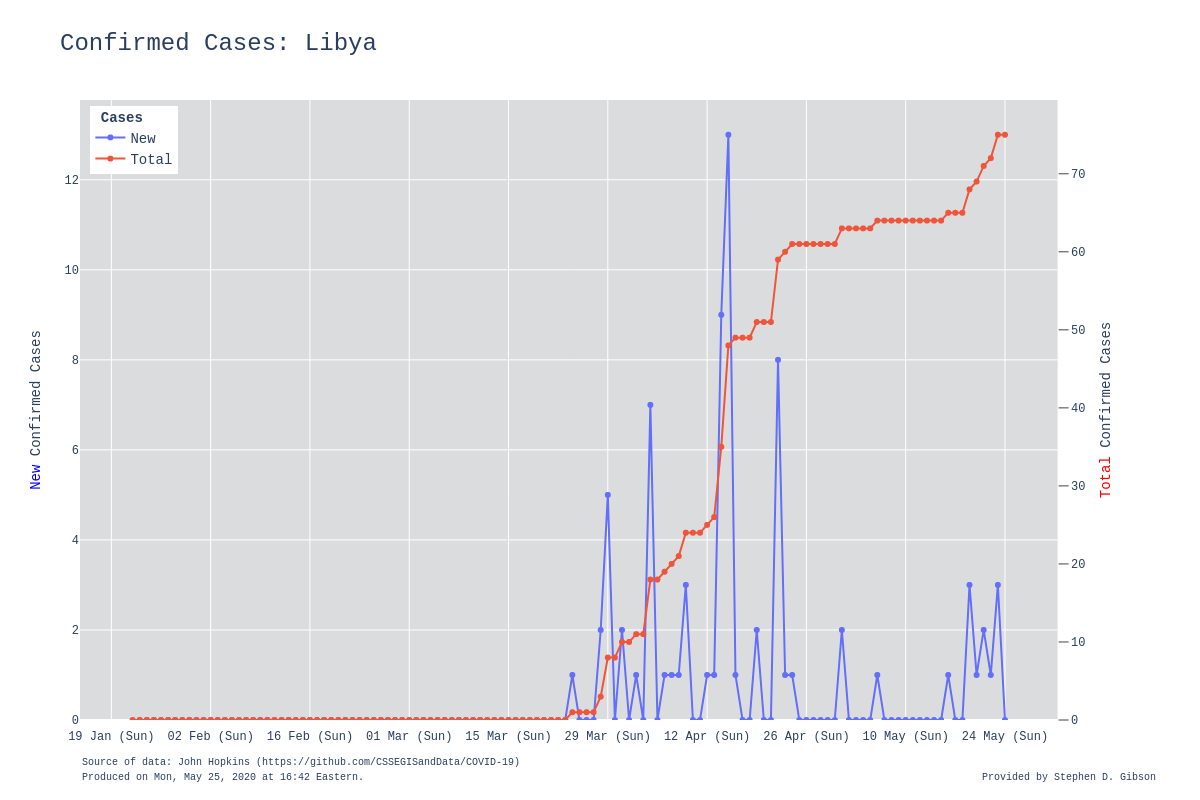 Confirmed Cases: Libya
Cases
New
Total
12
10
8
6
4
2
0
New Confirmed Cases
70
60
50
40
30
20
10
0
Total Confirmed Cases
19 Jan (Sun) 02 Feb (Sun) 16 Feb (Sun) 01 Mar (Sun) 15 Mar (Sun) 29 Mar (Sun) 12 Apr (Sun) 26 Apr (Sun) 10 May (Sun) 24 May (Sun)
Source of data: John Hopkins (https://github.com/CSSEGISandData/COVID-19)
Produced on Mon, May 25, 2020 at 16:42 Eastern.
Provided by Stephen D. Gibson